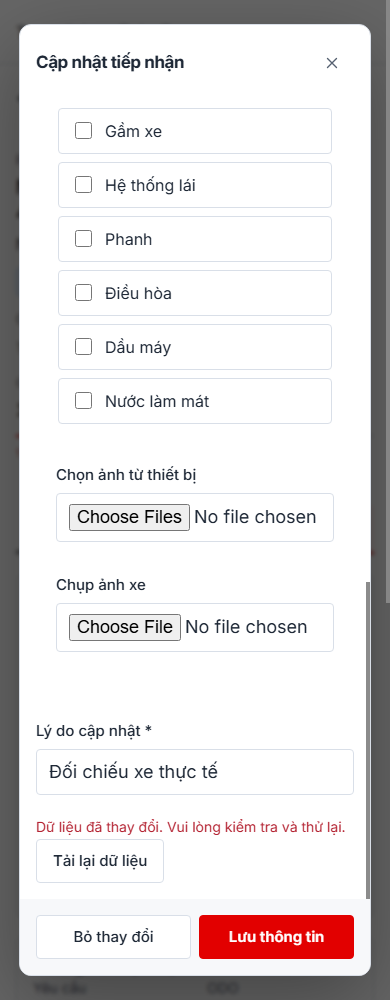 Cập nhật tiếp nhận
Gầm xe
Hệ thống lái
Phanh
Điều hòa
Dầu máy
Nước làm mát
Chọn ảnh từ thiết bị
Choose Files No file chosen
Chụp ảnh xe
Choose File No file chosen
Lý do cập nhật *
Đối chiếu xe thực tế
Dữ liệu đã thay đổi. Vui lòng kiểm tra và thử lại.
Tải lại dữ liệu
Bỏ thay đổi
Lưu thông tin